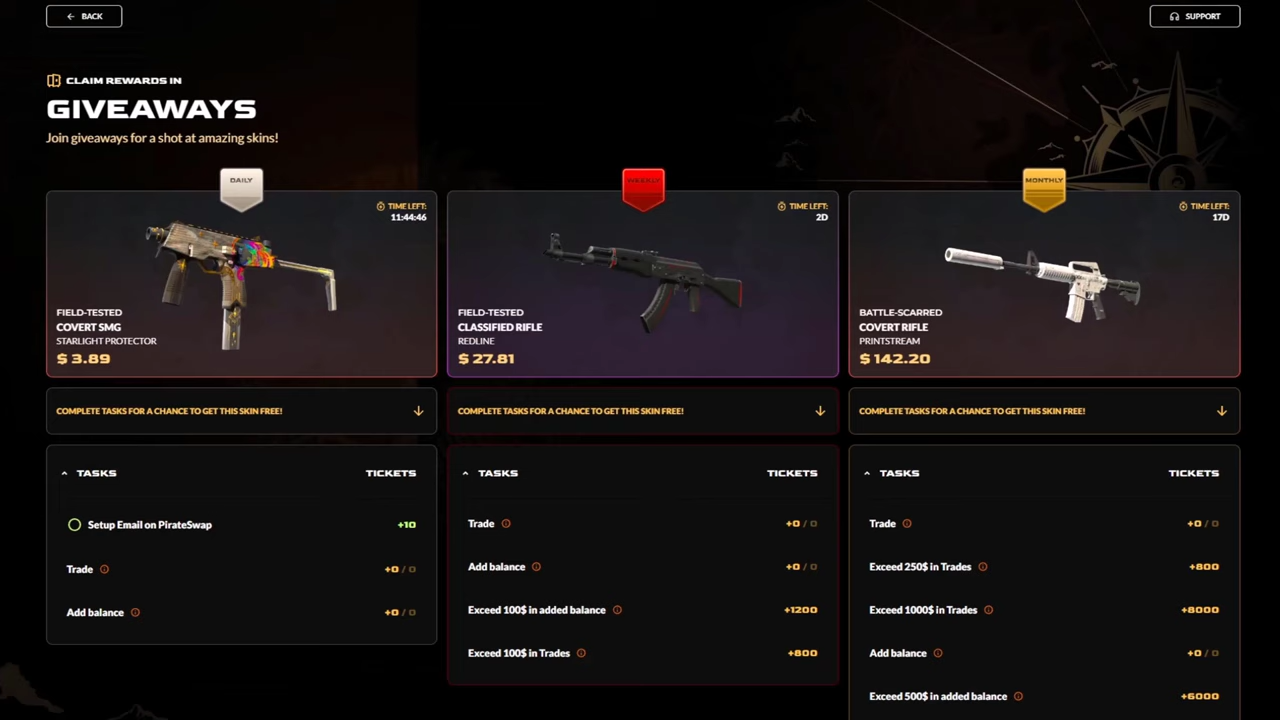 BACK
SUPPORT
CLAIM REWARDS IN
GIVEAWAYS
Join giveaways for a shot at amazing skins!
DAILY
TIME LEFT:
11:44:46
FIELD-TESTED
COVERT SMG
STARLIGHT PROTECTOR
$ 3.89
COMPLETE TASKS FOR A CHANCE TO GET THIS SKIN FREE!
TASKS TICKETS
Setup Email on PirateSwap +10
Trade +0 / 0
Add balance +0 / 0
WEEKLY
TIME LEFT:
2D
FIELD-TESTED
CLASSIFIED RIFLE
REDLINE
$ 27.81
COMPLETE TASKS FOR A CHANCE TO GET THIS SKIN FREE!
TASKS TICKETS
Trade +0 / 0
Add balance +0 / 0
Exceed 100$ in added balance +1200
Exceed 100$ in Trades +800
MONTHLY
TIME LEFT:
17D
BATTLE-SCARRED
COVERT RIFLE
PRINTSTREAM
$ 142.20
COMPLETE TASKS FOR A CHANCE TO GET THIS SKIN FREE!
TASKS TICKETS
Trade +0 / 0
Exceed 250$ in Trades +800
Exceed 1000$ in Trades +8000
Add balance +0 / 0
Exceed 500$ in added balance +6000